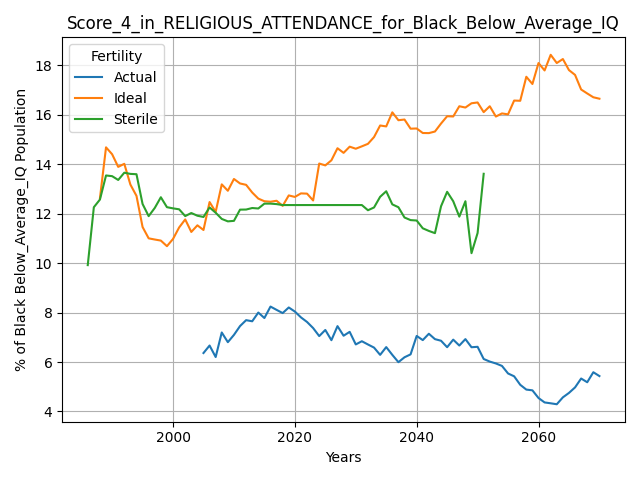 Score_4_in_RELIGIOUS_ATTENDANCE_for_Black_Below_Average_IQ
Fertility
Actual
Ideal
Sterile
% of Black Below_Average_IQ Population
18
16
14
12
10
8
6
4
2000
2020
2040
2060
Years